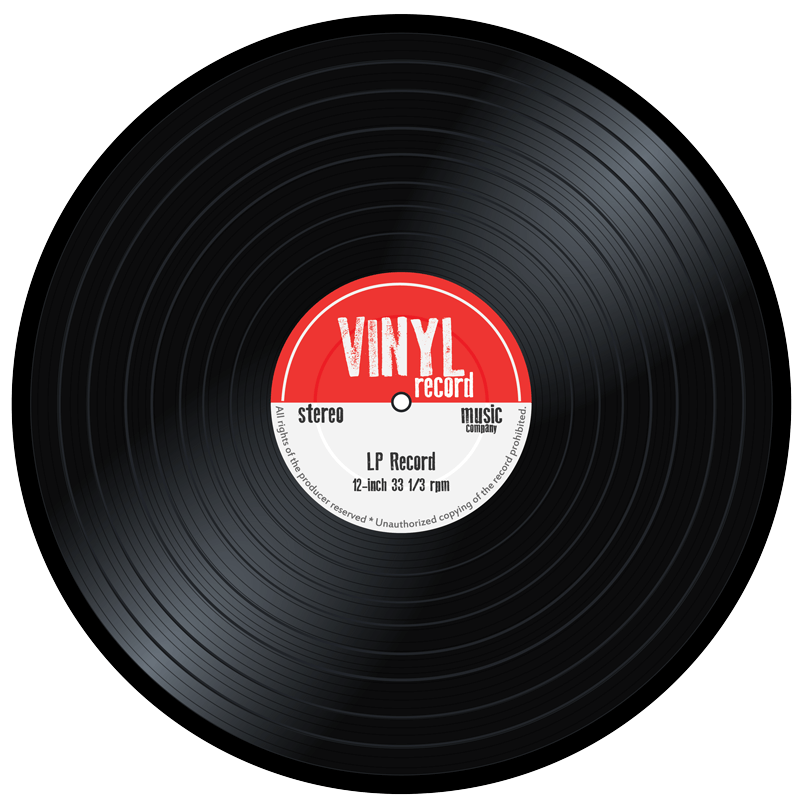 VINYL
record
stereo
music
company
LP Record
12-inch 33 1/3 rpm
All rights of the producer reserved * Unauthorized copying of the record prohibited.